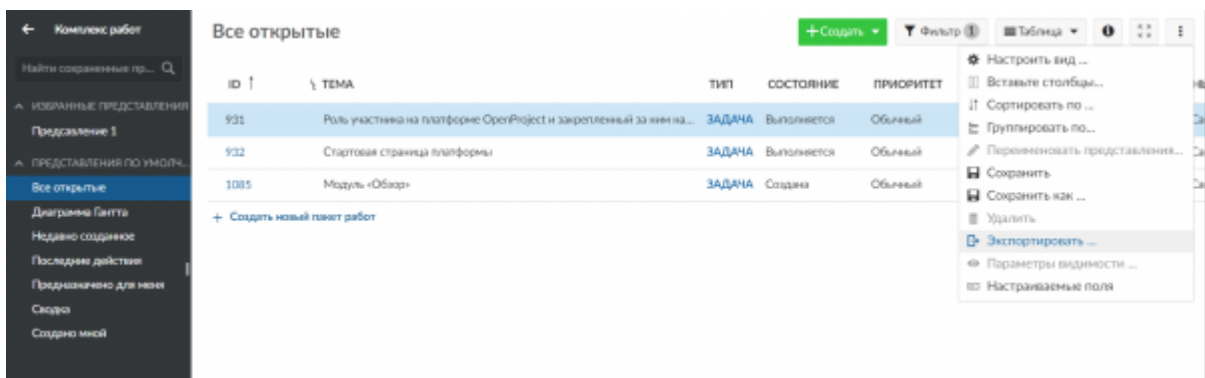 ← Комплекс работ
Найти сохраненные пр...
ИЗБРАННЫЕ ПРЕДСТАВЛЕНИЯ
Предсавление 1
ПРЕДСТАВЛЕНИЯ ПО УМОЛЧ...
Все открытые
Диаграмма Гантта
Недавно созданное
Последние действия
Предназначено для меня
Сводка
Создано мной
Все открытые
+ Создать Фильтр 1 Таблица
ID ↑ ТЕМА ТИП СОСТОЯНИЕ ПРИОРИТЕТ
931 Роль участника на платформе OpenProject и закрепленный за ним на... ЗАДАЧА Выполняется Обычный
932 Стартовая страница платформы ЗАДАЧА Выполняется Обычный
1085 Модуль «Обзор» ЗАДАЧА Создана Обычный
+ Создать новый пакет работ
Настроить вид ...
Вставьте столбцы...
Сортировать по ...
Группировать по...
Переименовать представления...
Сохранить
Сохранить как ...
Удалить
Экспортировать ...
Параметры видимости ...
Настраиваемые поля